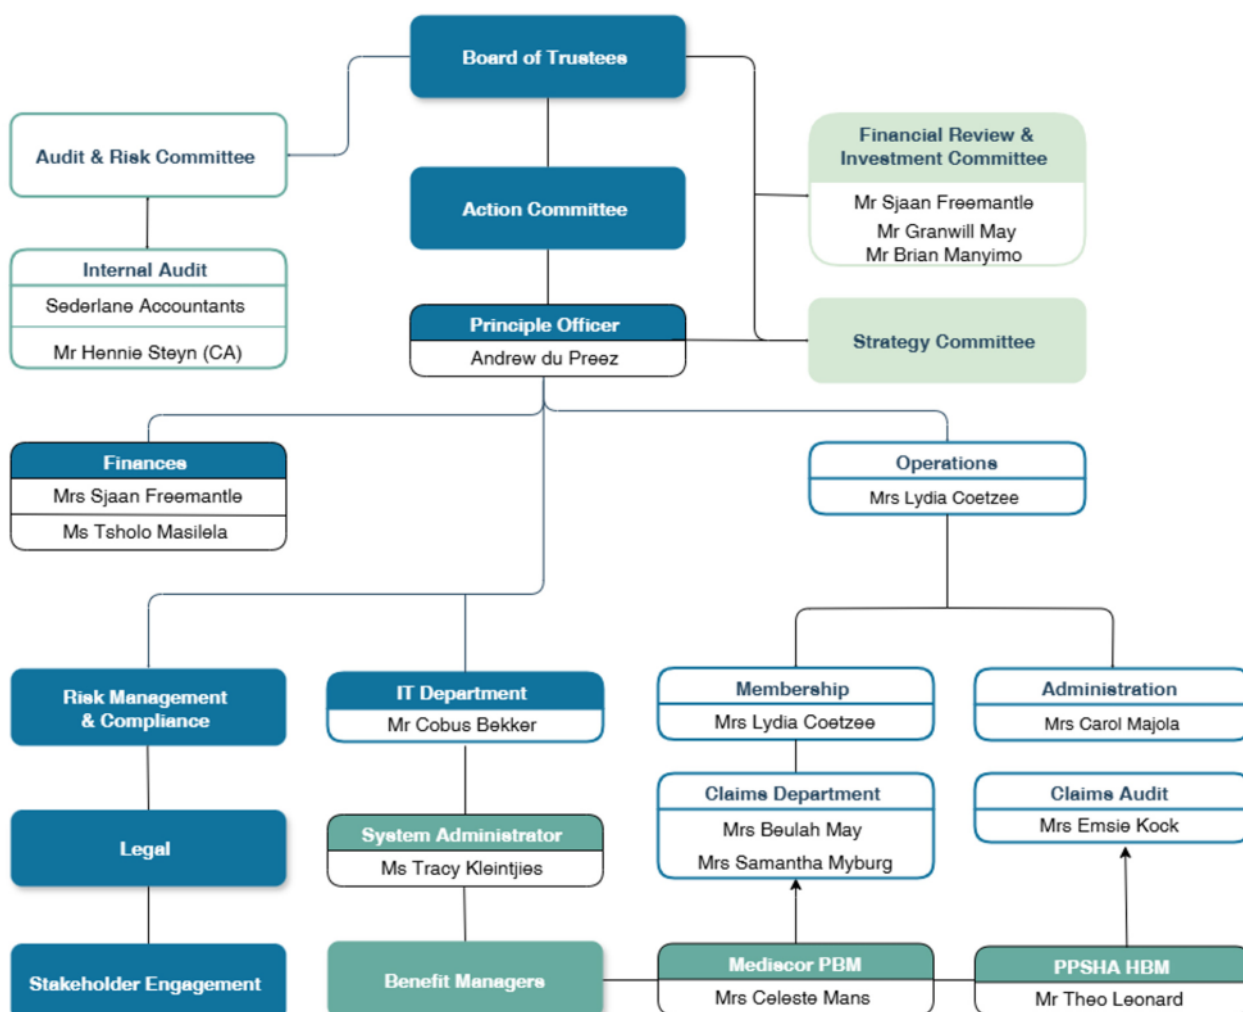 Board of Trustees
Audit & Risk Committee
Financial Review &
Investment Committee
Mr Sjaan Freemantle
Mr Granwill May
Mr Brian Manyimo
Action Committee
Internal Audit
Sederlane Accountants
Mr Hennie Steyn (CA)
Principle Officer
Andrew du Preez
Strategy Committee
Finances
Mrs Sjaan Freemantle
Ms Tsholo Masilela
Operations
Mrs Lydia Coetzee
Risk Management
& Compliance
IT Department
Mr Cobus Bekker
Membership
Mrs Lydia Coetzee
Administration
Mrs Carol Majola
Legal
System Administrator
Ms Tracy Kleintjies
Claims Department
Mrs Beulah May
Mrs Samantha Myburg
Claims Audit
Mrs Emsie Kock
Stakeholder Engagement
Benefit Managers
Mediscor PBM
Mrs Celeste Mans
PPSHA HBM
Mr Theo Leonard